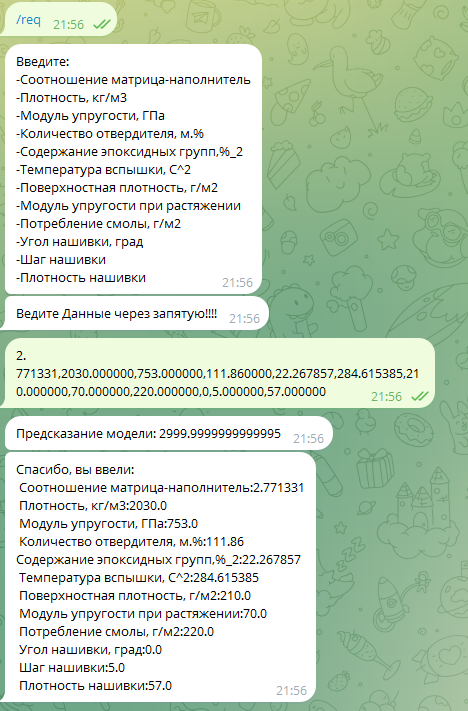 /req 21:56
Введите:
-Соотношение матрица-наполнитель
-Плотность, кг/м3
-Модуль упругости, ГПа
-Количество отвердителя, м.%
-Содержание эпоксидных групп,%_2
-Температура вспышки, С^2
-Поверхностная плотность, г/м2
-Модуль упругости при растяжении
-Потребление смолы, г/м2
-Угол нашивки, град
-Шаг нашивки
-Плотность нашивки
21:56
Ведите Данные через запятую!!!! 21:56
2.
771331,2030.000000,753.000000,111.860000,22.267857,284.615385,21
0.000000,70.000000,220.000000,0,5.000000,57.000000
21:56
Предсказание модели: 2999.9999999999995 21:56
Спасибо, вы ввели:
Соотношение матрица-наполнитель:2.771331
Плотность, кг/м3:2030.0
Модуль упругости, ГПа:753.0
Количество отвердителя, м.%:111.86
Содержание эпоксидных групп,%_2:22.267857
Температура вспышки, С^2:284.615385
Поверхностная плотность, г/м2:210.0
Модуль упругости при растяжении:70.0
Потребление смолы, г/м2:220.0
Угол нашивки, град:0.0
Шаг нашивки:5.0
Плотность нашивки:57.0
21:56